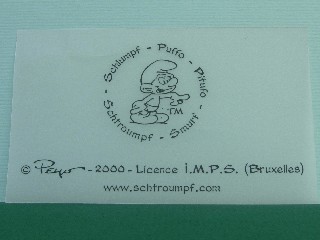 - Schlumpf - Puffo - Pitufo
- Schtroumpf - Smurf -
TM
© Peyo - 2000 - Licence I.M.P.S. (Bruxelles)
www.schtroumpf.com